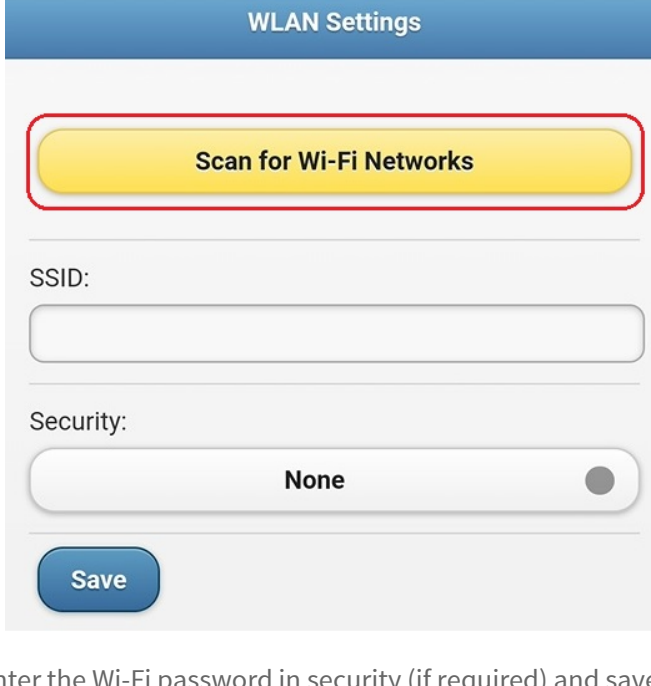 WLAN Settings
Scan for Wi-Fi Networks
SSID:
Security:
None
Save
the Wi-Fi password in security (if required) and save